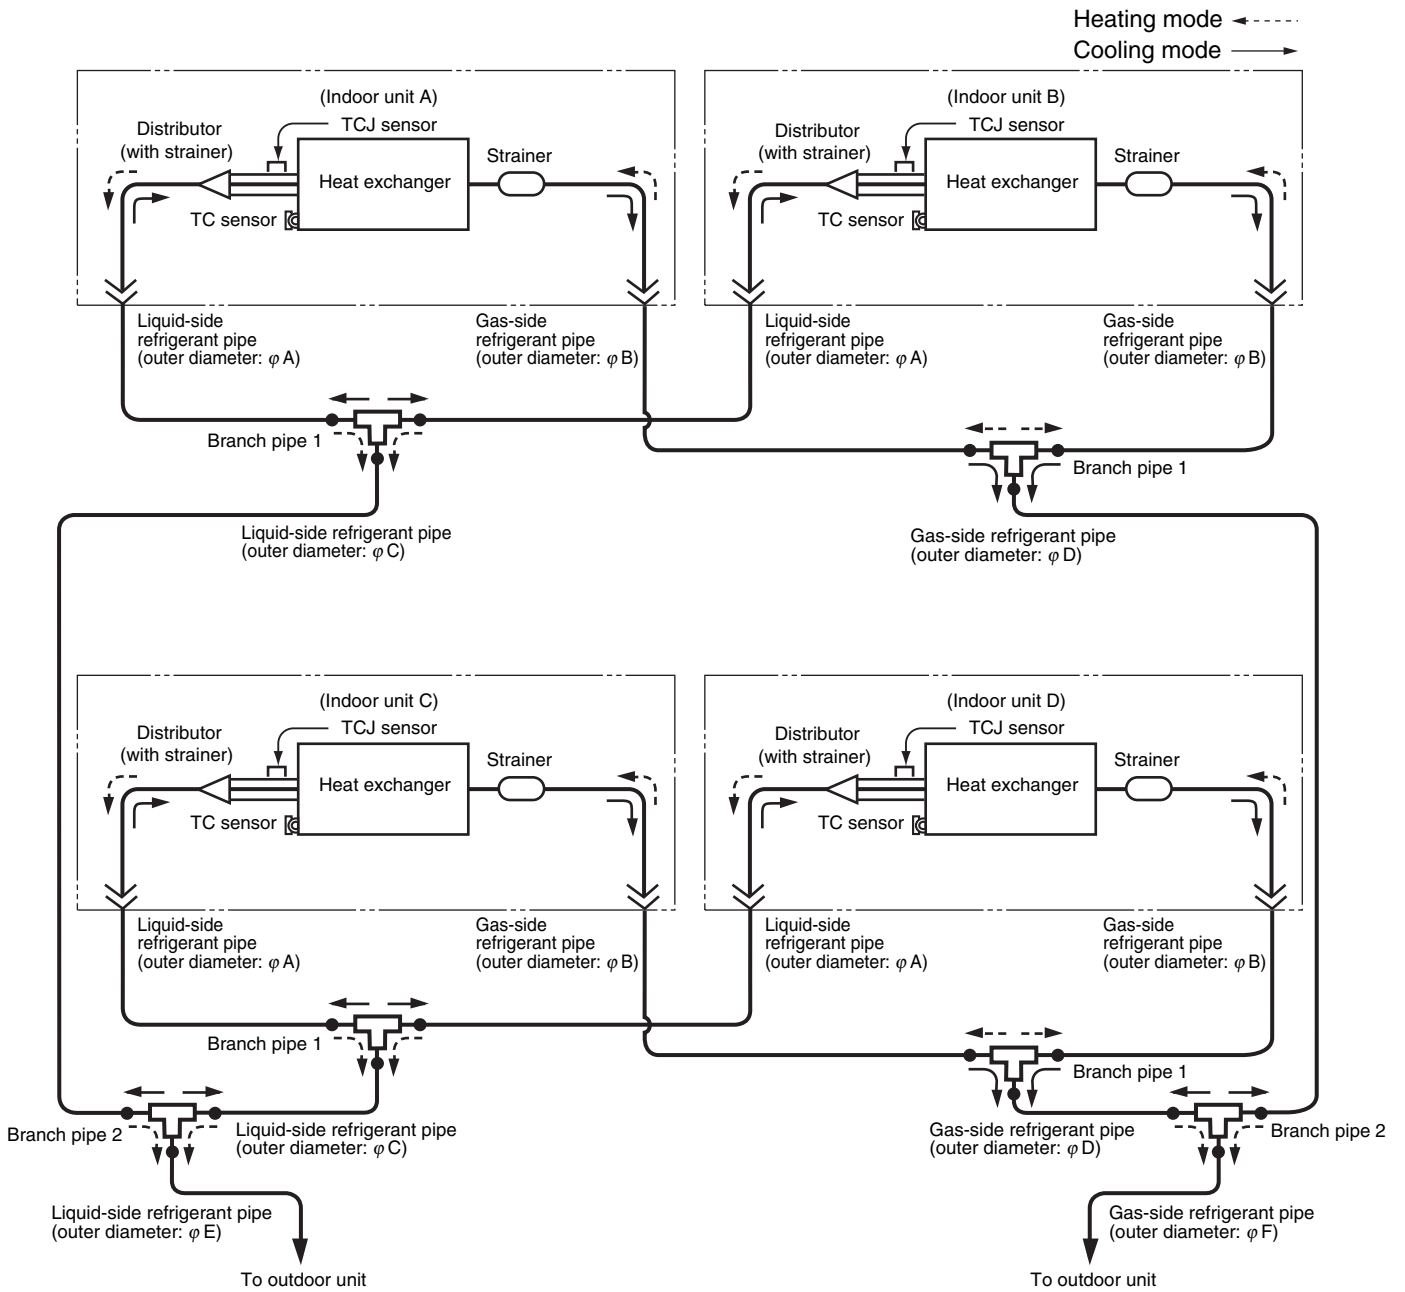 Heating mode
Cooling mode
(Indoor unit A)
TCJ sensor
Distributor
(with strainer)
Strainer
Heat exchanger
TC sensor
(Indoor unit B)
TCJ sensor
Distributor
(with strainer)
Strainer
Heat exchanger
TC sensor
Liquid-side
refrigerant pipe
(outer diameter: φ A)
Gas-side
refrigerant pipe
(outer diameter: φ B)
Liquid-side
refrigerant pipe
(outer diameter: φ A)
Gas-side
refrigerant pipe
(outer diameter: φ B)
Branch pipe 1
Branch pipe 1
Liquid-side refrigerant pipe
(outer diameter: φ C)
Gas-side refrigerant pipe
(outer diameter: φ D)
(Indoor unit C)
TCJ sensor
Distributor
(with strainer)
Strainer
Heat exchanger
TC sensor
(Indoor unit D)
TCJ sensor
Distributor
(with strainer)
Strainer
Heat exchanger
TC sensor
Liquid-side
refrigerant pipe
(outer diameter: φ A)
Gas-side
refrigerant pipe
(outer diameter: φ B)
Liquid-side
refrigerant pipe
(outer diameter: φ A)
Gas-side
refrigerant pipe
(outer diameter: φ B)
Branch pipe 1
Branch pipe 1
Branch pipe 2
Liquid-side refrigerant pipe
(outer diameter: φ C)
Gas-side refrigerant pipe
(outer diameter: φ D)
Branch pipe 2
Liquid-side refrigerant pipe
(outer diameter: φ E)
Gas-side refrigerant pipe
(outer diameter: φ F)
To outdoor unit
To outdoor unit